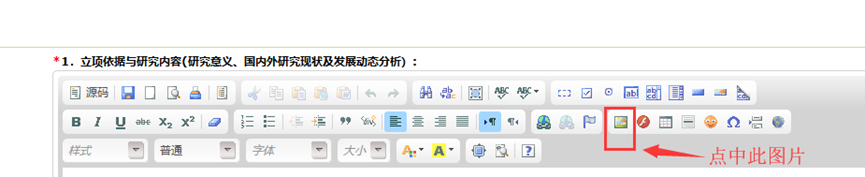 *1. 立项依据与研究内容(研究意义、国内外研究现状及发展动态分析) :
源码
B I U abc X₂ X²
样式 普通 字体 大小 A A
点中此图片